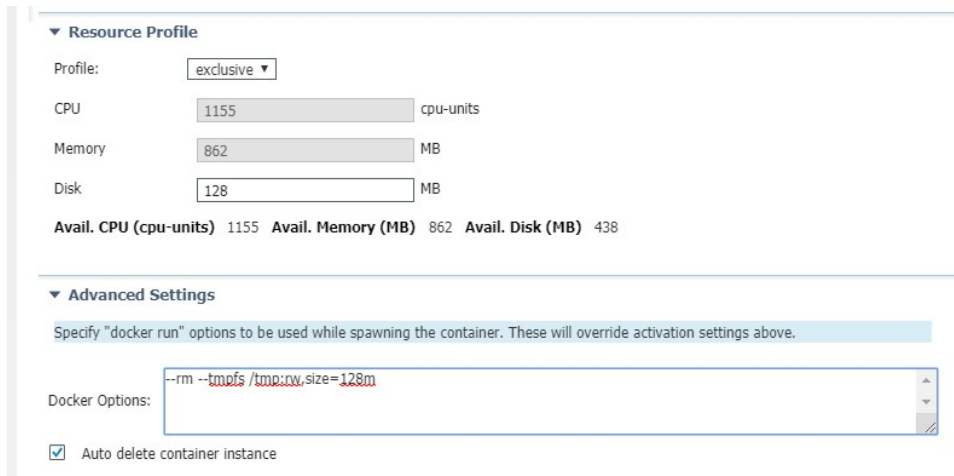 Resource Profile
Profile: exclusive
CPU 1155 cpu-units
Memory 862 MB
Disk 128 MB
Avail. CPU (cpu-units) 1155 Avail. Memory (MB) 862 Avail. Disk (MB) 438
Advanced Settings
Specify "docker run" options to be used while spawning the container. These will override activation settings above.
Docker Options: --rm --tmpfs /tmp:rw,size=128m
Auto delete container instance